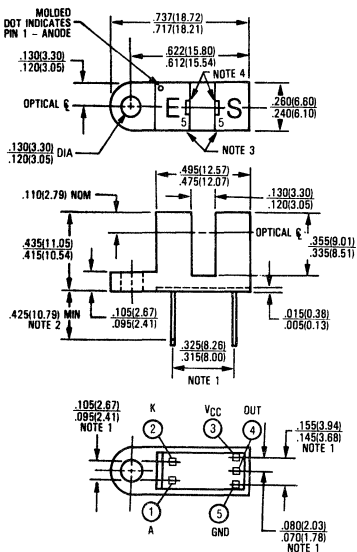 MOLDED
DOT INDICATES
PIN 1 - ANODE
.737(18.72)
.717(18.21)
.622(15.80)
.612(15.54)
NOTE 4
.130(3.30)
.120(3.05)
OPTICAL ℄
E S
5 5
.260(6.60)
.240(6.10)
.130(3.30)
.120(3.05) DIA
NOTE 3
.495(12.57)
.475(12.07)
.110(2.79) NOM
.130(3.30)
.120(3.05)
OPTICAL ℄
.435(11.05)
.415(10.54)
.355(9.01)
.335(8.51)
.425(10.79) MIN
NOTE 2
.105(2.67)
.095(2.41)
.015(0.38)
.005(0.13)
.325(8.26)
.315(8.00)
NOTE 1
.105(2.67)
.095(2.41)
NOTE 1
K
VCC
OUT
2
3
4
.155(3.94)
.145(3.68)
NOTE 1
1
5
A
GND
.080(2.03)
.070(1.78)
NOTE 1